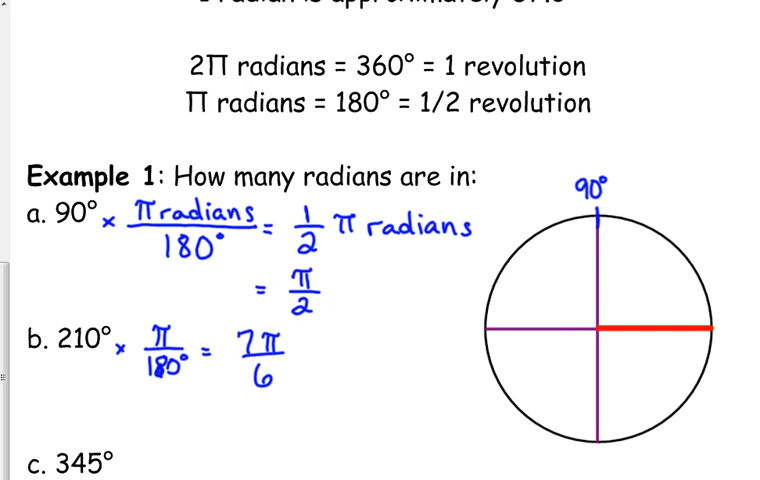 2π radians = 360° = 1 revolution
π radians = 180° = 1/2 revolution
Example 1: How many radians are in:
90°
a. 90° × π radians / 180° = 1/2 π radians
= π/2
b. 210° × π/180° = 7π/6
c. 345°